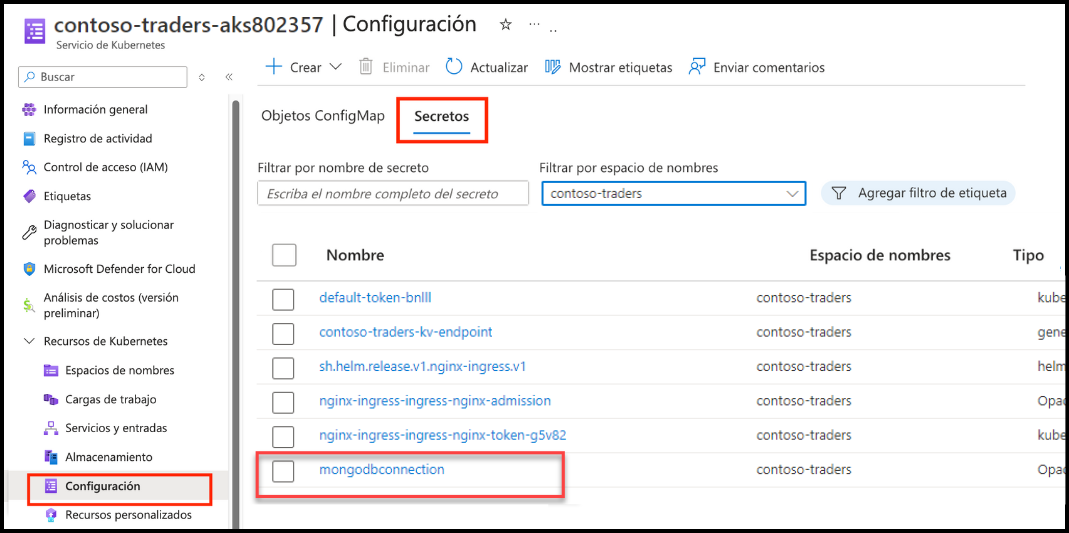 contoso-traders-aks802357 | Configuración
Servicio de Kubernetes
Buscar
Crear Eliminar Actualizar Mostrar etiquetas Enviar comentarios
Información general
Registro de actividad
Control de acceso (IAM)
Etiquetas
Diagnosticar y solucionar
problemas
Microsoft Defender for Cloud
Análisis de costos (versión
preliminar)
Recursos de Kubernetes
Espacios de nombres
Cargas de trabajo
Servicios y entradas
Almacenamiento
Configuración
Recursos personalizados
Objetos ConfigMap Secretos
Filtrar por nombre de secreto Filtrar por espacio de nombres
Escriba el nombre completo del secreto contoso-traders Agregar filtro de etiqueta
Nombre Espacio de nombres Tipo
default-token-bnlll contoso-traders kube
contoso-traders-kv-endpoint contoso-traders gene
sh.helm.release.v1.nginx-ingress.v1 contoso-traders helm
nginx-ingress-ingress-nginx-admission contoso-traders Opac
nginx-ingress-ingress-nginx-token-g5v82 contoso-traders kube
mongodbconnection contoso-traders Opac